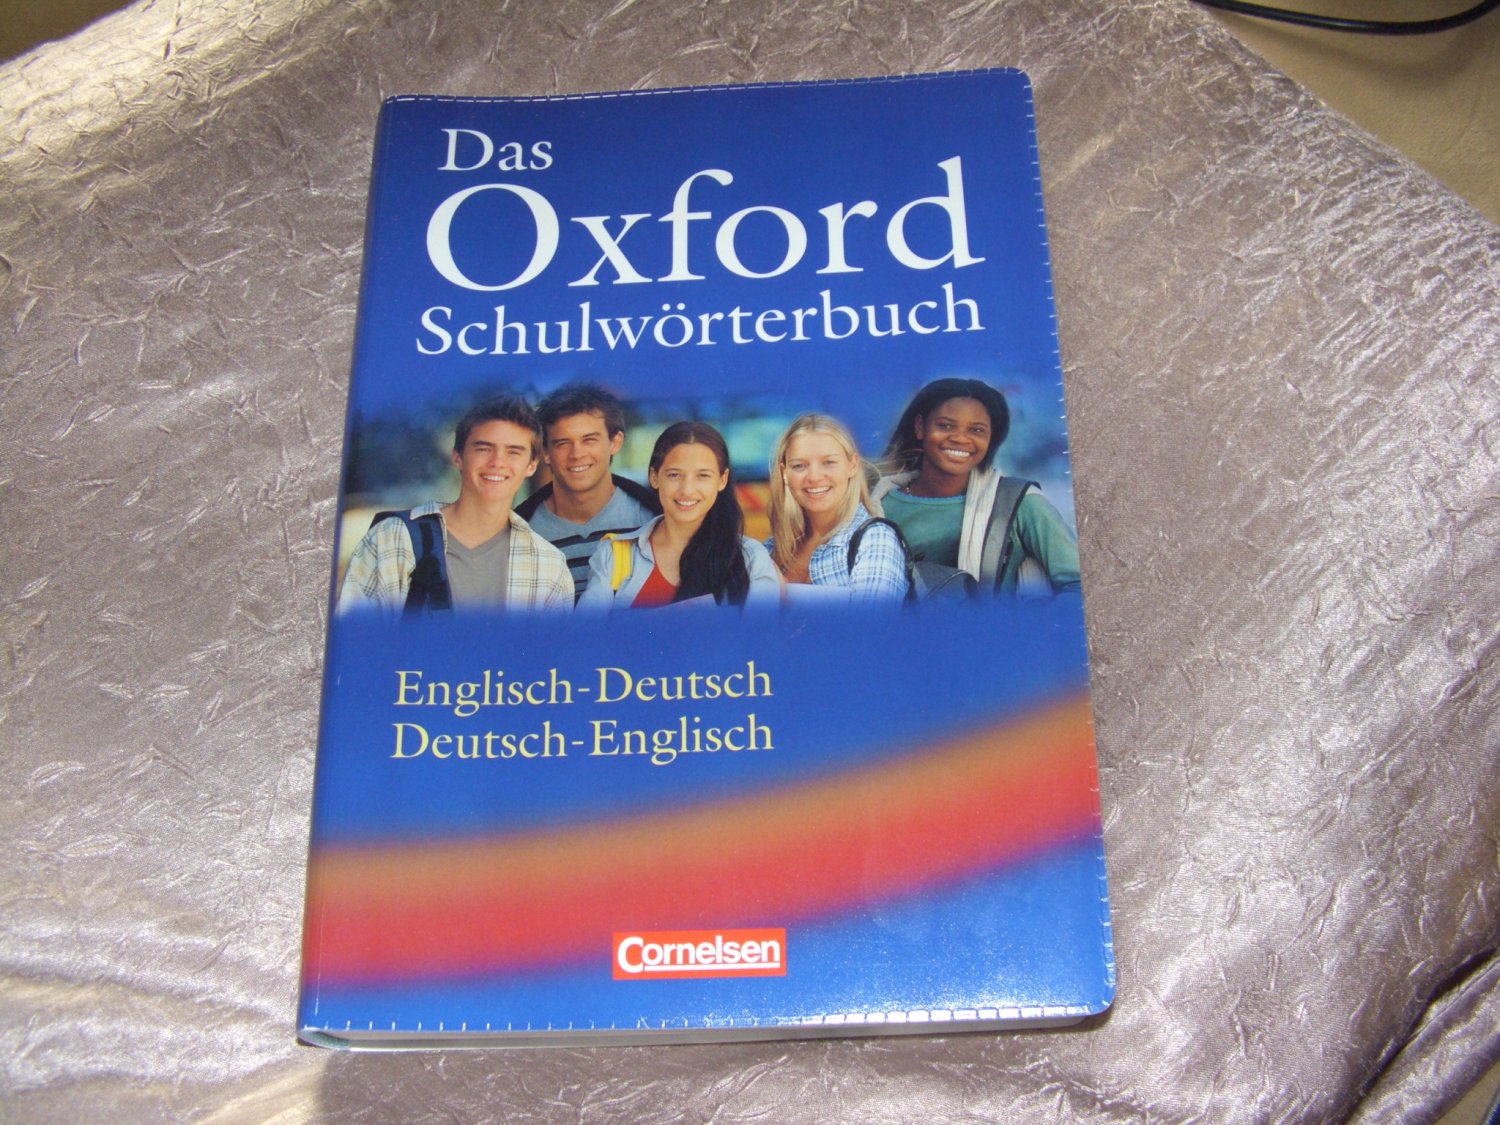 Das
Oxford
Schulwörterbuch
Englisch-Deutsch
Deutsch-Englisch
Cornelsen